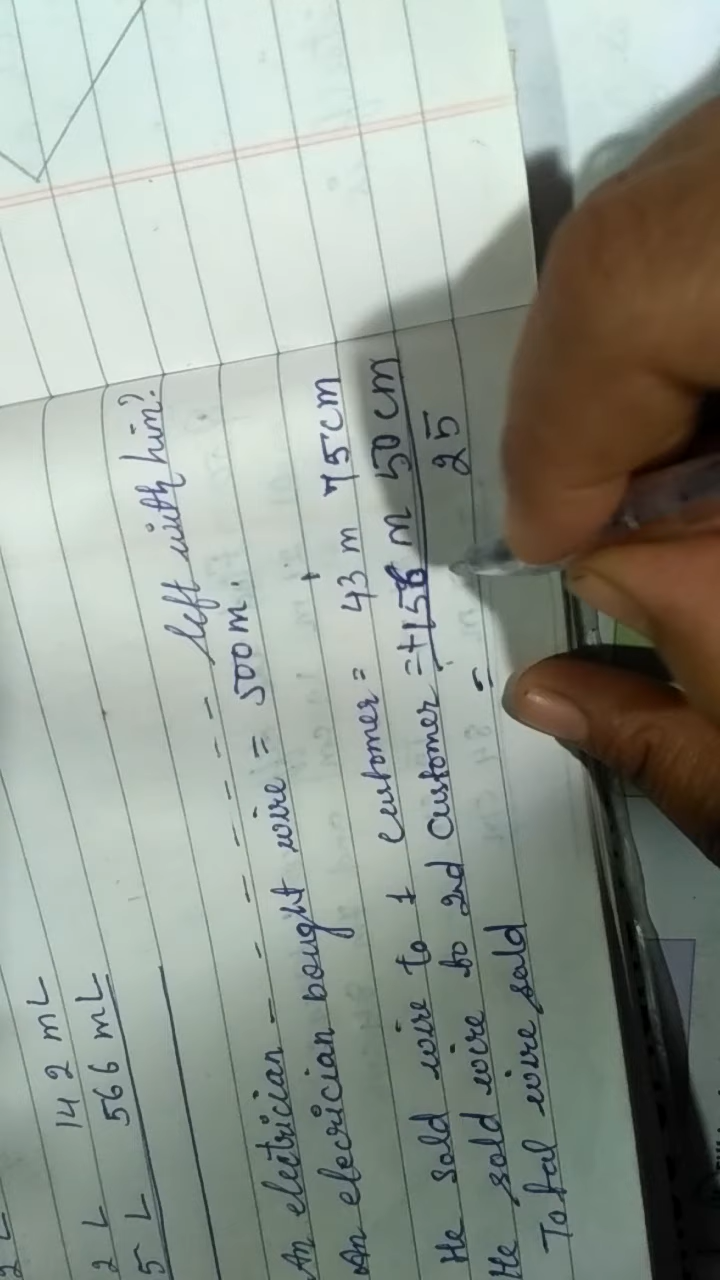 2 L 142 mL
5 L 566 mL
An electrician - - - - - - - left with him?
An elecrician bought wire = 500 m.
He sold wire to 1 customer = 43 m 75 cm
He sold wire to 2nd customer = +156 m 50 cm
Total wire sold = 25